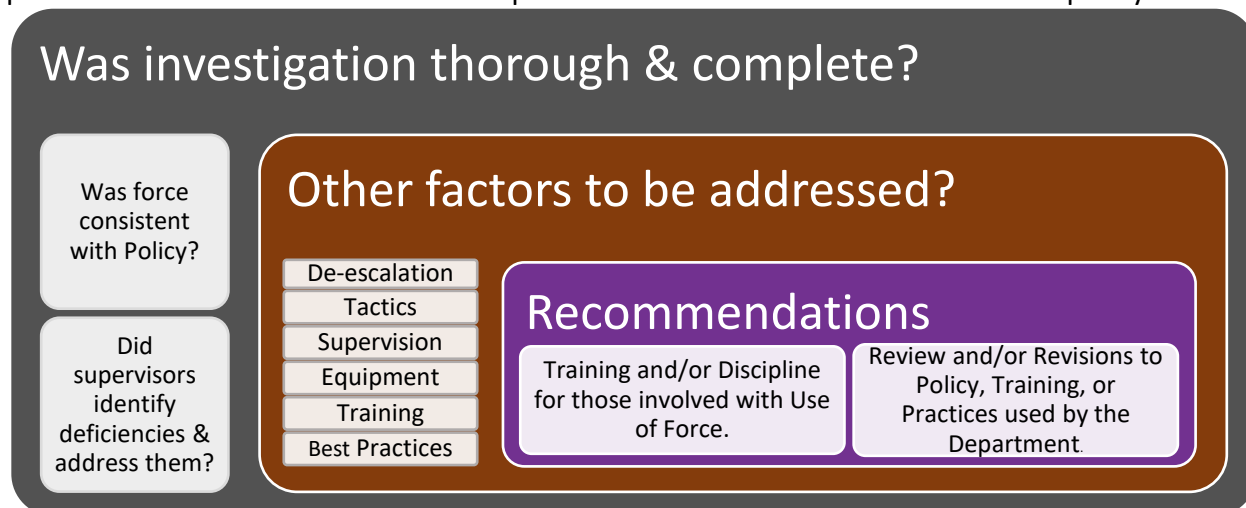 Was investigation thorough & complete?
Was force
consistent
with Policy?
Did
supervisors
identify
deficiencies &
address them?
Other factors to be addressed?
De-escalation
Tactics
Supervision
Equipment
Training
Best Practices
Recommendations
Training and/or Discipline
for those involved with Use
of Force.
Review and/or Revisions to
Policy, Training, or
Practices used by the
Department.